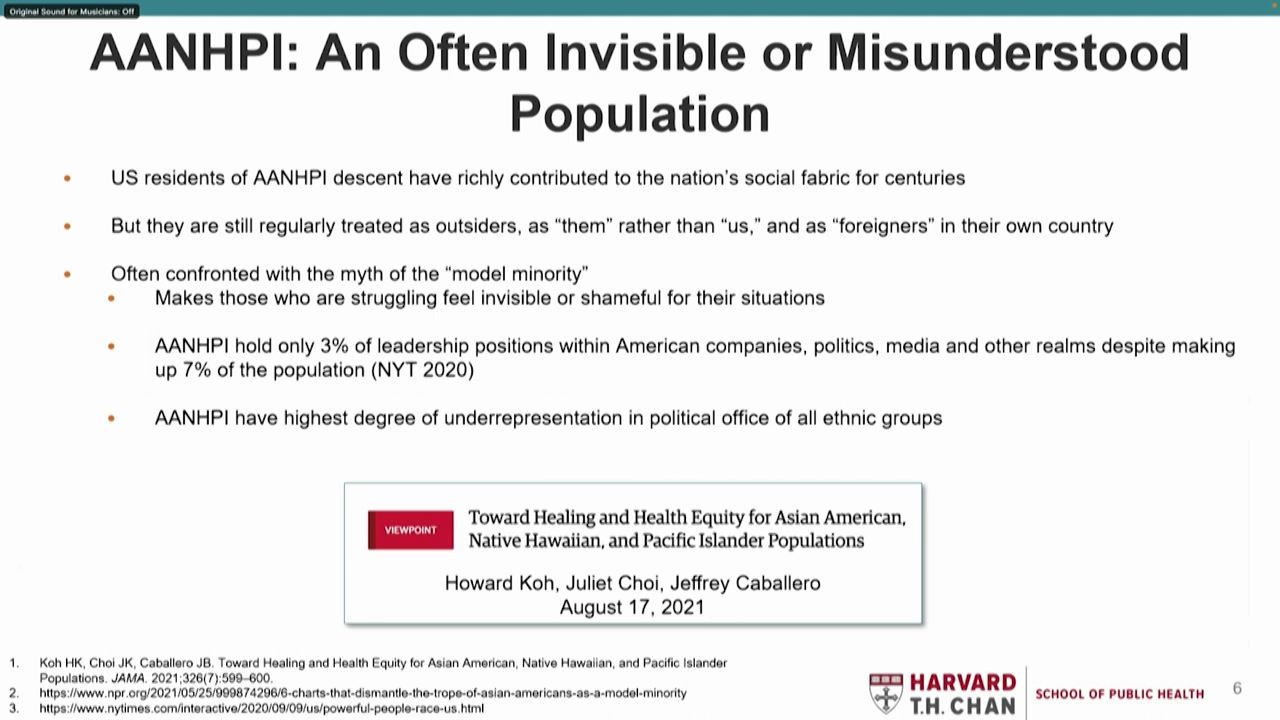 Original Sound for Musicians: Off
AANHPI: An Often Invisible or Misunderstood
Population
• US residents of AANHPI descent have richly contributed to the nation’s social fabric for centuries
• But they are still regularly treated as outsiders, as “them” rather than “us,” and as “foreigners” in their own country
• Often confronted with the myth of the “model minority”
• Makes those who are struggling feel invisible or shameful for their situations
• AANHPI hold only 3% of leadership positions within American companies, politics, media and other realms despite making
up 7% of the population (NYT 2020)
• AANHPI have highest degree of underrepresentation in political office of all ethnic groups
VIEWPOINT
Toward Healing and Health Equity for Asian American,
Native Hawaiian, and Pacific Islander Populations
Howard Koh, Juliet Choi, Jeffrey Caballero
August 17, 2021
1. Koh HK, Choi JK, Caballero JB. Toward Healing and Health Equity for Asian American, Native Hawaiian, and Pacific Islander
Populations. JAMA. 2021;326(7):599–600.
2. https://www.npr.org/2021/05/25/999874296/6-charts-that-dismantle-the-trope-of-asian-americans-as-a-model-minority
3. https://www.nytimes.com/interactive/2020/09/09/us/powerful-people-race-us.html
HARVARD
T.H. CHAN
SCHOOL OF PUBLIC HEALTH
6